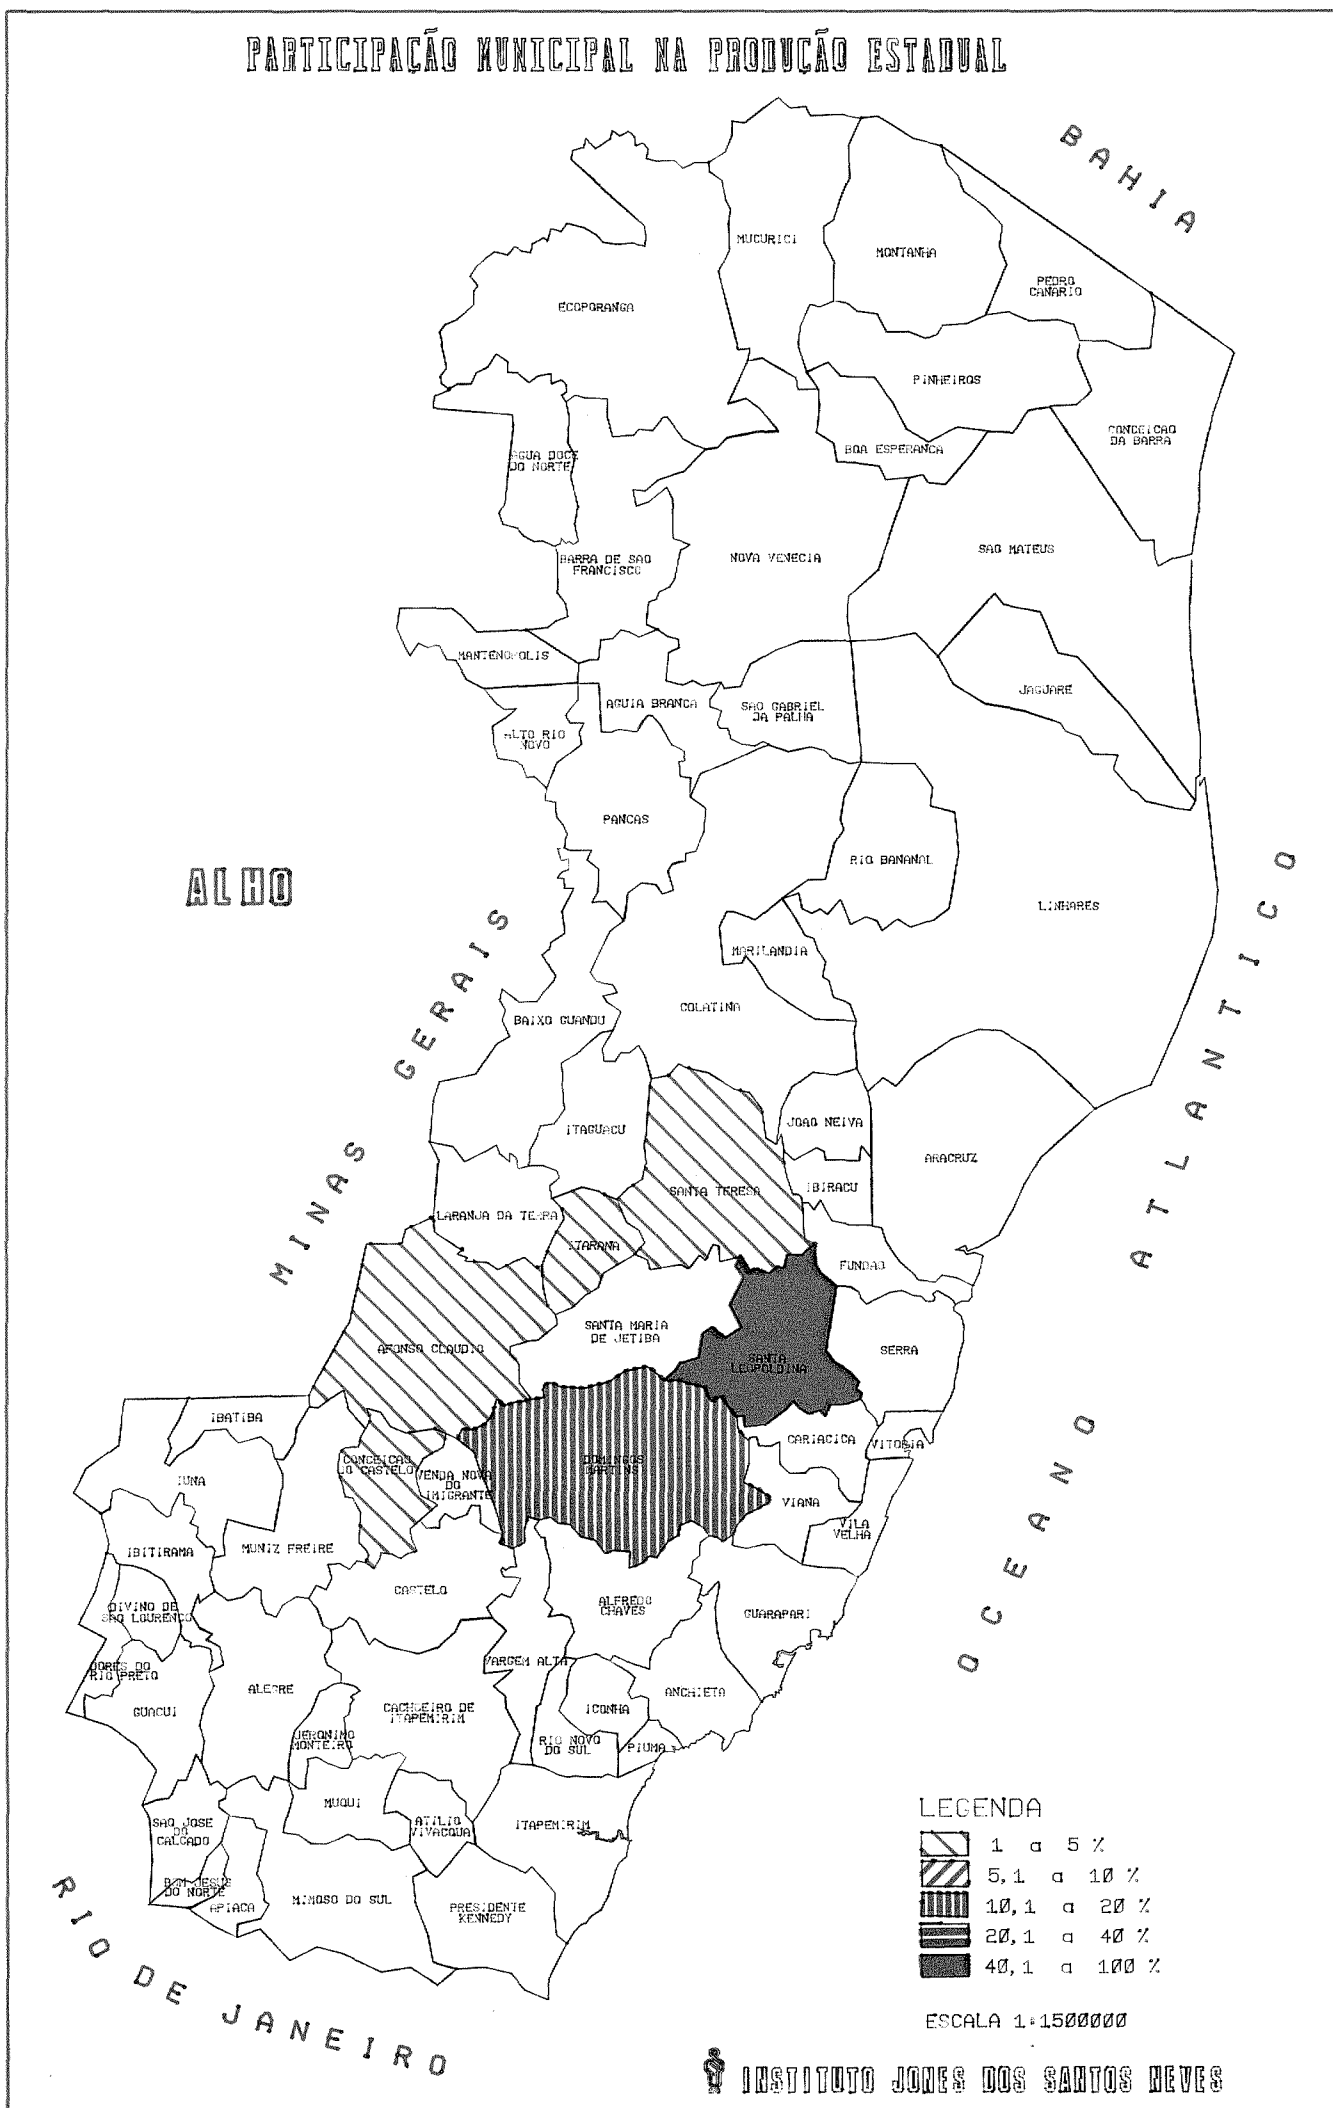 PARTICIPAÇÃO MUNICIPAL NA PRODUÇÃO ESTADUAL
BAHIA
MUCURICI
MONTANHA
PEDRO
CANARIO
ECOPORANGA
PINHEIROS
CONCEICAO
DA BARRA
BOA ESPERANCA
AGUA DOCE
DO NORTE
SAO MATEUS
NOVA VENECIA
BARRA DE SAO
FRANCISCO
MANTENOPOLIS
JAGUARE
AGUIA BRANCA
SAO GABRIEL
DA PALHA
ALTO RIO
NOVO
PANCAS
RIO BANANAL
ALHO
LINHARES
MARILANDIA
COLATINA
BAIXO GUANDU
MINAS GERAIS
OCEANO ATLANTICO
JOAO NEIVA
ITAGUACU
ARACRUZ
IBIRACU
SANTA TERESA
LARANJA DA TERRA
ITARANA
FUNDAO
SANTA MARIA
DE JETIBA
AFONSO CLAUDIO
SERRA
SANTA
LEOPOLDINA
IBATIBA
CARIACICA
VITORIA
CONCEICAO
DO CASTELO
VENDA NOVA
DO
IMIGRANTE
DOMINGOS
MARTINS
IUNA
VIANA
VILA
VELHA
IBITIRAMA
MUNIZ FREIRE
CASTELO
ALFREDO
CHAVES
GUARAPARI
DIVINO DE
SAO LOURENCO
VARGEM ALTA
DORES DO
RIO PRETO
ALEGRE
ANCHIETA
GUACUI
CACHOEIRO DE
ITAPEMIRIM
ICONHA
JERONIMO
MONTEIRO
RIO NOVO
DO SUL
PIUMA
MUQUI
SAO JOSE
DO
CALCADO
ATILIO
VIVACQUA
ITAPEMIRIM
BOM JESUS
DO NORTE
APIACA
MIMOSO DO SUL
PRESIDENTE
KENNEDY
RIO DE JANEIRO
LEGENDA
1 a 5 %
5,1 a 10 %
10,1 a 20 %
20,1 a 40 %
40,1 a 100 %
ESCALA 1:1500000
INSTITUTO JONES DOS SANTOS NEVES